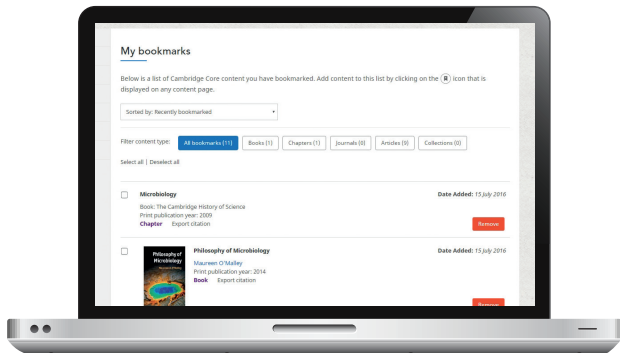 My bookmarks
Below is a list of Cambridge Core content you have bookmarked. Add content to this list by clicking on the icon that is
displayed on any content page.
Sorted by: Recently bookmarked
Filter content type: All bookmarks (11) Books (1) Chapters (1) Journals (0) Articles (9) Collections (0)
Select all | Deselect all
Microbiology Date Added: 15 July 2016
Book: The Cambridge History of Science
Print publication year: 2009
Chapter Export citation Remove
Philosophy of Microbiology Date Added: 15 July 2016
Maureen O'Malley
Print publication year: 2014
Book Export citation
Philosophy of
Microbiology
Remove